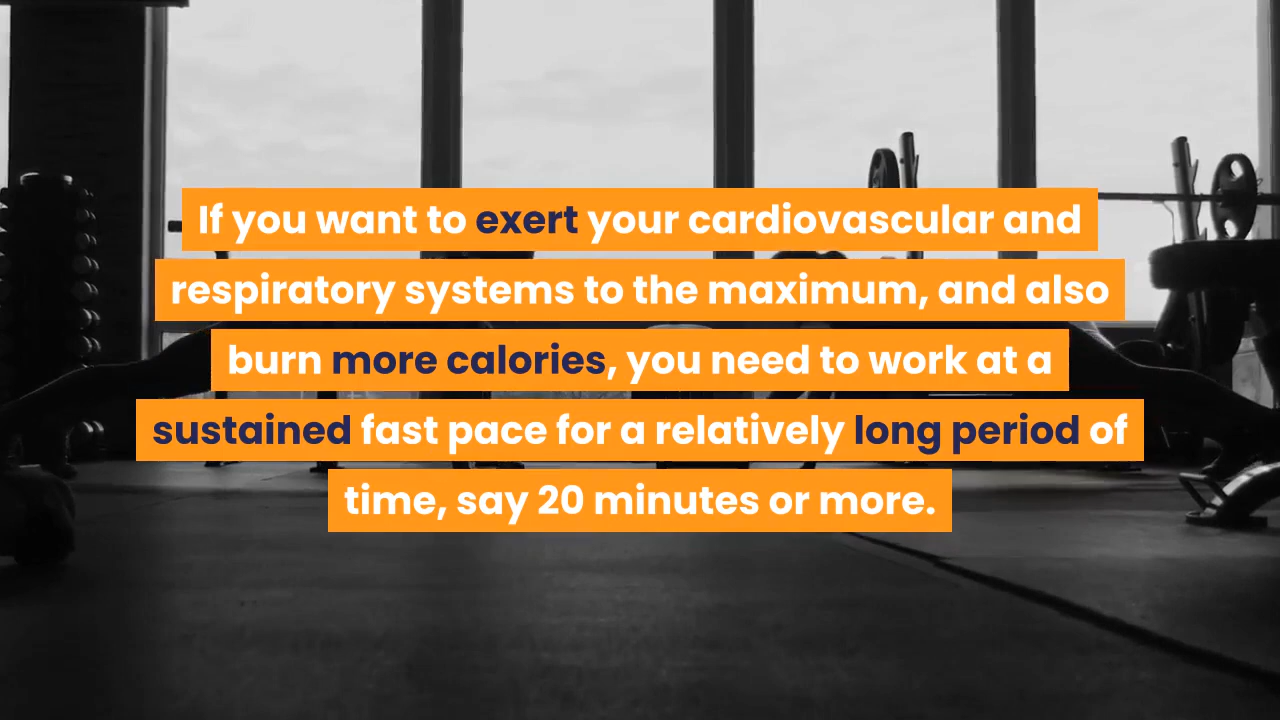 If you want to exert your cardiovascular and
respiratory systems to the maximum, and also
burn more calories, you need to work at a
sustained fast pace for a relatively long period of
time, say 20 minutes or more.